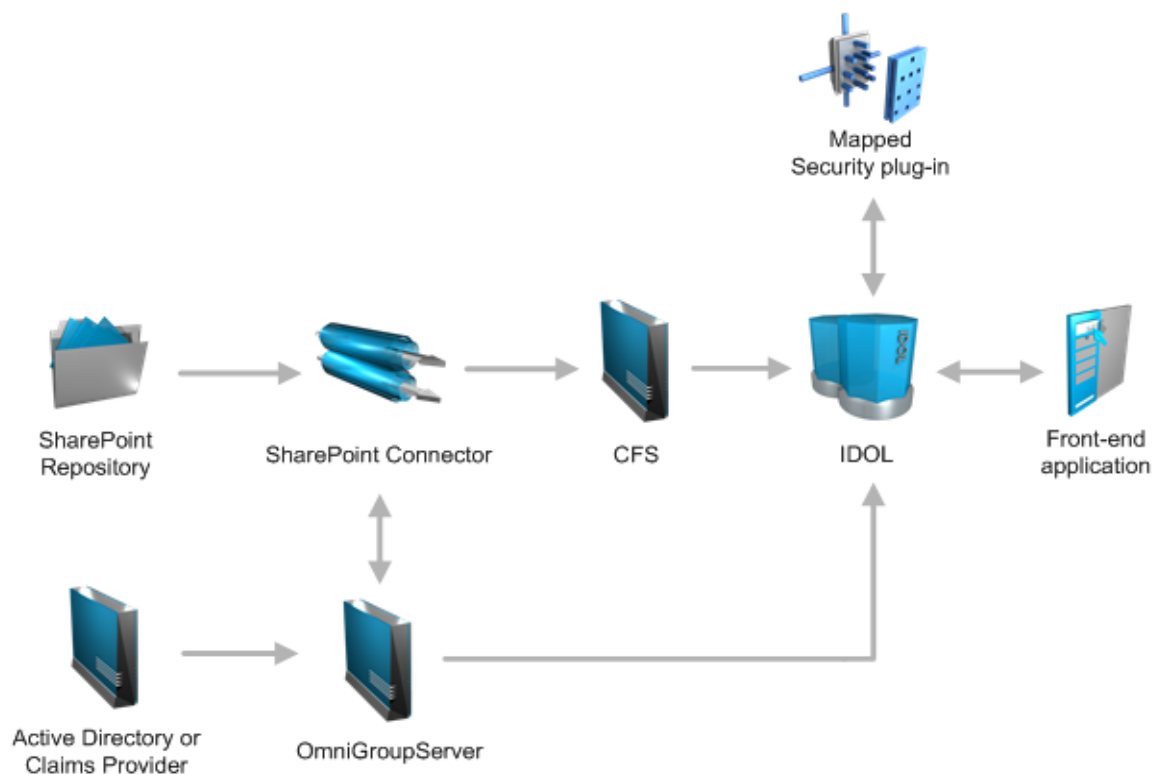 Mapped
Security plug-in
IDOL
SharePoint
Repository
SharePoint Connector
CFS
IDOL
Front-end
application
Active Directory or
Claims Provider
OmniGroupServer